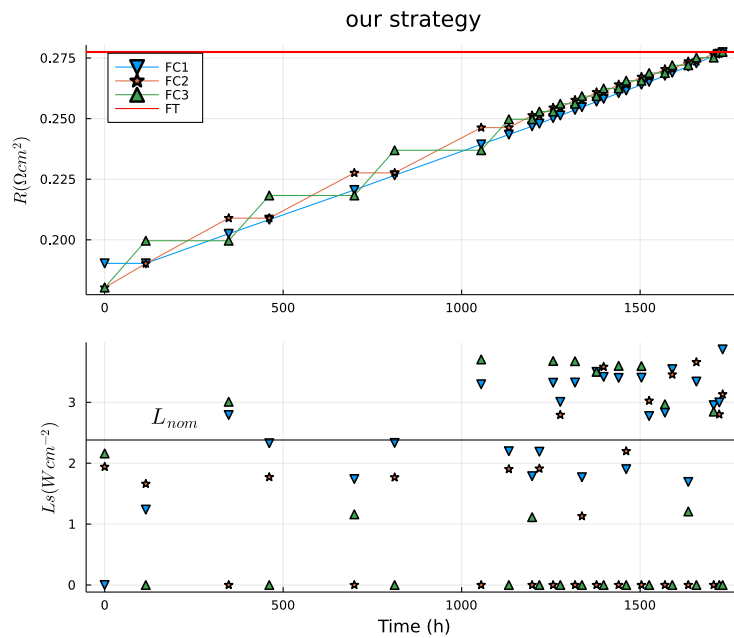 our strategy
R(Ωcm²)
0.275
0.250
0.225
0.200
FC1
FC2
FC3
FT
0 500 1000 1500
Ls(Wcm⁻²)
3
2
1
0
L_nom
0 500 1000 1500
Time (h)